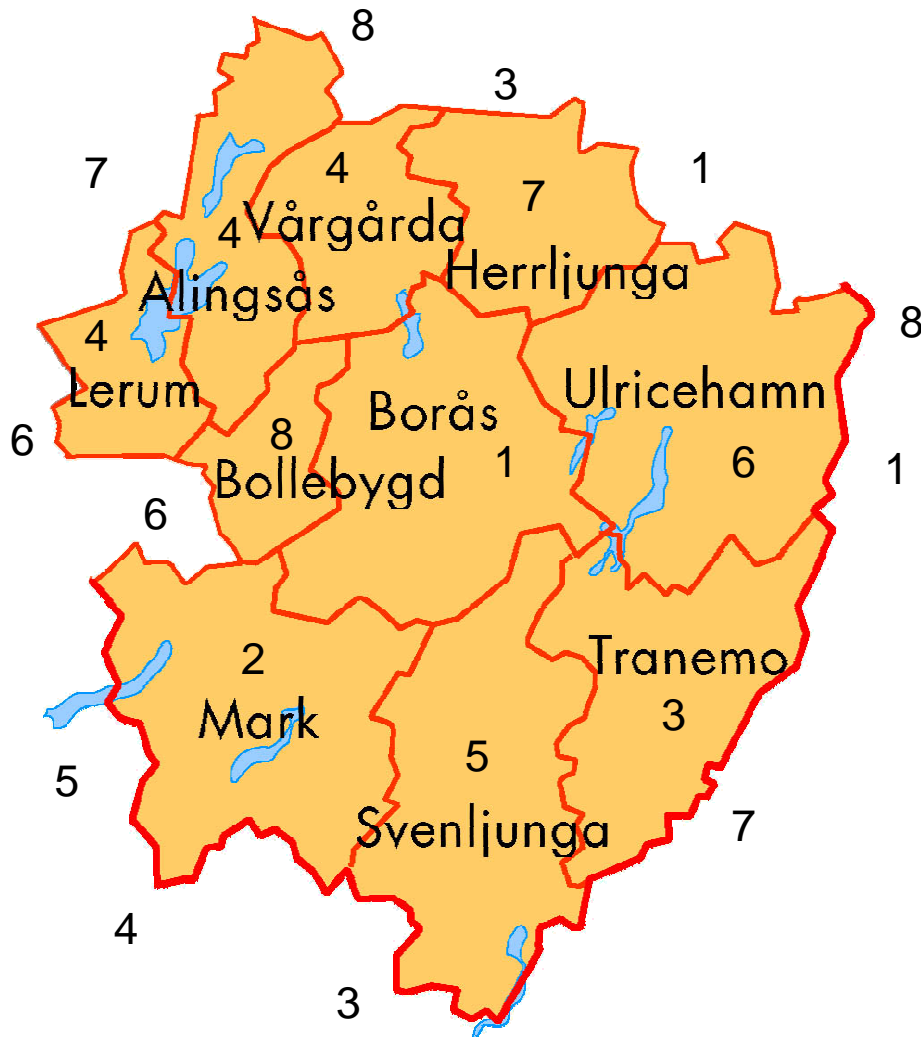 8
3
7
4
7
1
4
Vårgårda
Herrljunga
Alingsås
8
4
Lerum
Ulricehamn
Borås
6
8
1
6
1
Bollebygd
6
Tranemo
2
3
Mark
5
5
7
Svenljunga
4
3